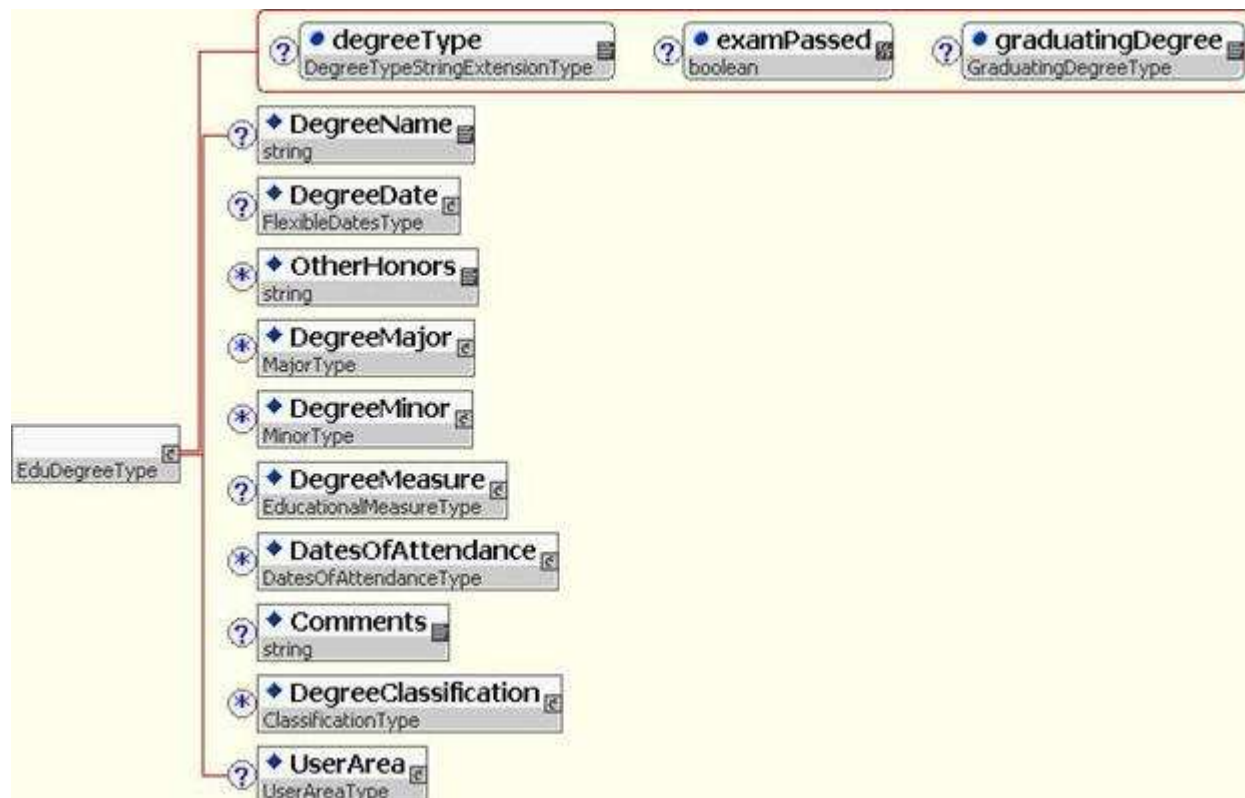 degreeType
DegreeTypeStringExtensionType
examPassed
boolean
graduatingDegree
GraduatingDegreeType
? DegreeName
string
? DegreeDate
FlexibleDatesType
* OtherHonors
string
* DegreeMajor
MajorType
* DegreeMinor
MinorType
EduDegreeType
? DegreeMeasure
EducationalMeasureType
* DatesOfAttendance
DatesOfAttendanceType
? Comments
string
* DegreeClassification
ClassificationType
? UserArea
UserAreaType